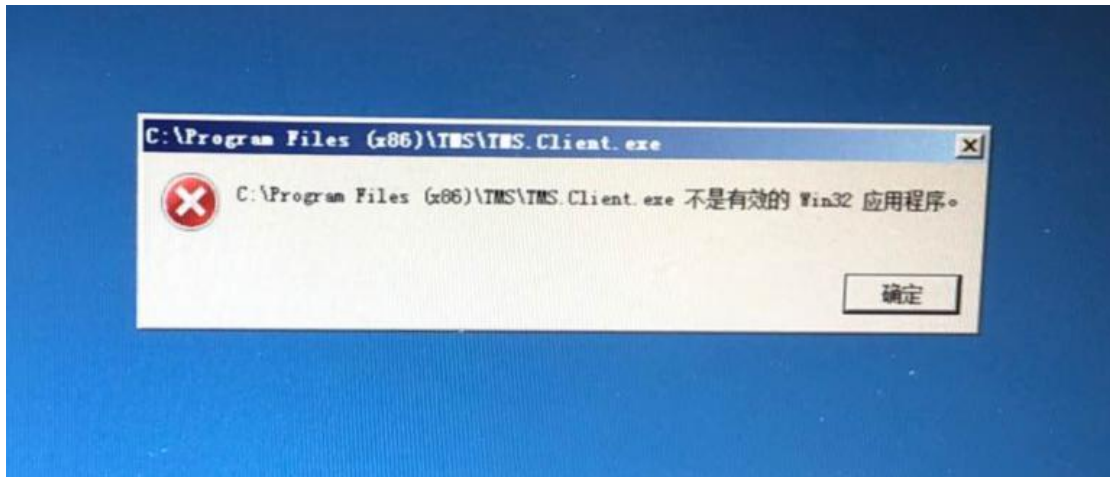 C:\Program Files (x86)\TMS\TMS.Client.exe
C:\Program Files (x86)\TMS\TMS.Client.exe 不是有效的 Win32 应用程序。
确定